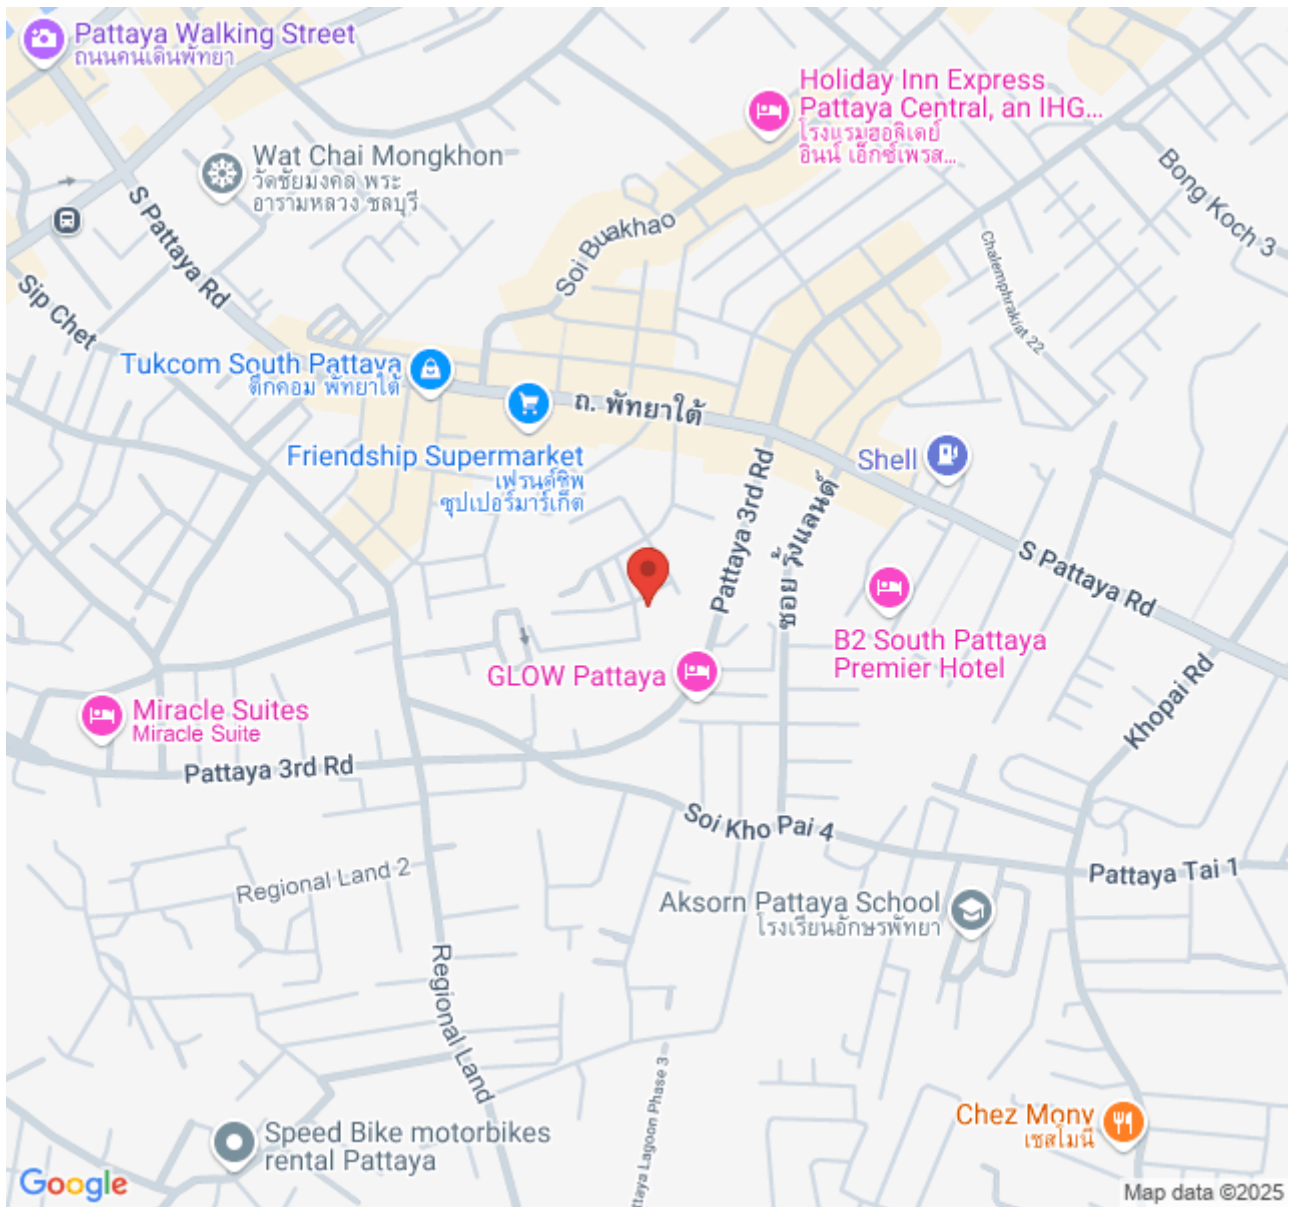 Pattaya Walking Street
ถนนคนเดินพัทยา
Holiday Inn Express
Pattaya Central, an IHG...
โรงแรมฮอลิเดย์
อินน์ เอ็กซ์เพรส...
Wat Chai Mongkhon
วัดชัยมงคล พระ
อารามหลวง ชลบุรี
Bong Koch 3
S Pattaya Rd
Soi Buakhao
Chalemphrakiat 22
Sip Chet
Tukcom South Pattaya
ตึกคอม พัทยาใต้
ถ. พัทยาใต้
Friendship Supermarket
เฟรนด์ชิพ
ซุปเปอร์มาร์เก็ต
Shell
Pattaya 3rd Rd
ซอย วิ้งแลนด์
S Pattaya Rd
B2 South Pattaya
Premier Hotel
GLOW Pattaya
Khopai Rd
Miracle Suites
Miracle Suite
Pattaya 3rd Rd
Soi Kho Pai 4
Regional Land 2
Pattaya Tai 1
Aksorn Pattaya School
โรงเรียนอักษรพัทยา
Regional Land
ttaya Lagoon Phase 3
Chez Mony
เชสโมนี
Speed Bike motorbikes
rental Pattaya
Google
Map data ©2025